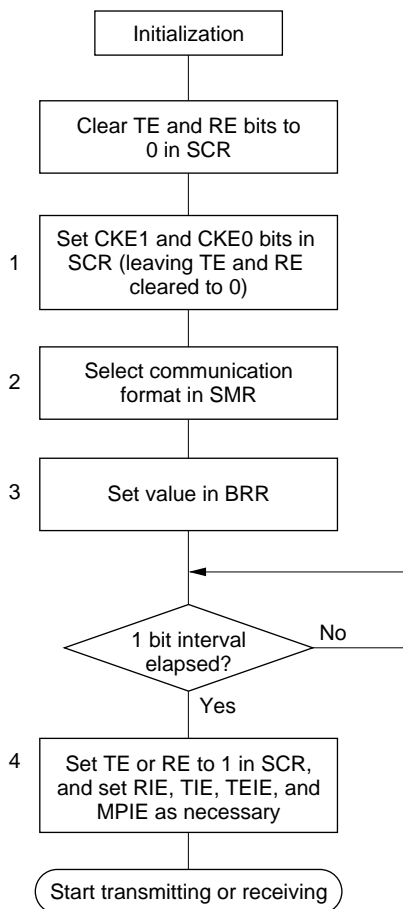 Initialization
Clear TE and RE bits to
0 in SCR
1
Set CKE1 and CKE0 bits in
SCR (leaving TE and RE
cleared to 0)
2
Select communication
format in SMR
3
Set value in BRR
1 bit interval
elapsed?
No
Yes
4
Set TE or RE to 1 in SCR,
and set RIE, TIE, TEIE, and
MPIE as necessary
Start transmitting or receiving